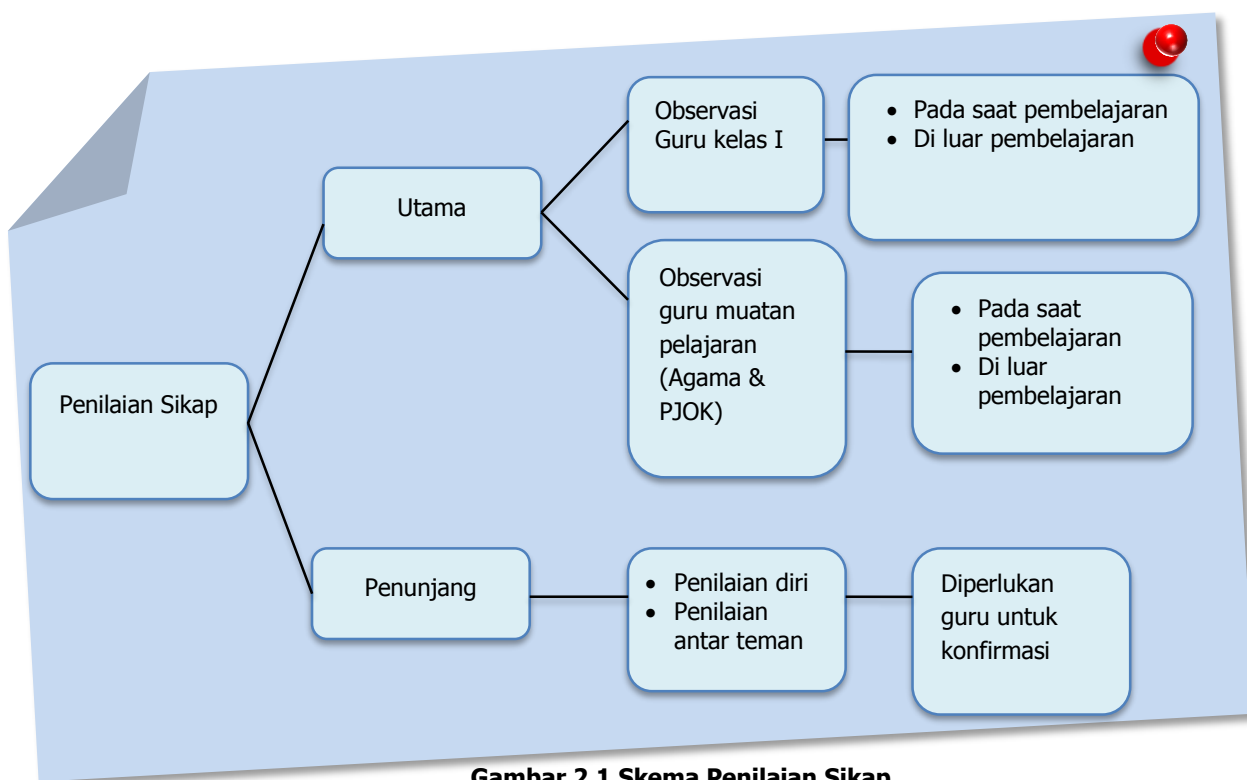 Observasi
Guru kelas I
• Pada saat pembelajaran
• Di luar pembelajaran
Utama
Observasi
guru muatan
pelajaran
(Agama &
PJOK)
• Pada saat
pembelajaran
• Di luar
pembelajaran
Penilaian Sikap
Penunjang
• Penilaian diri
• Penilaian
antar teman
Diperlukan
guru untuk
konfirmasi
Gambar 2.1 Skema Penilaian Sikap